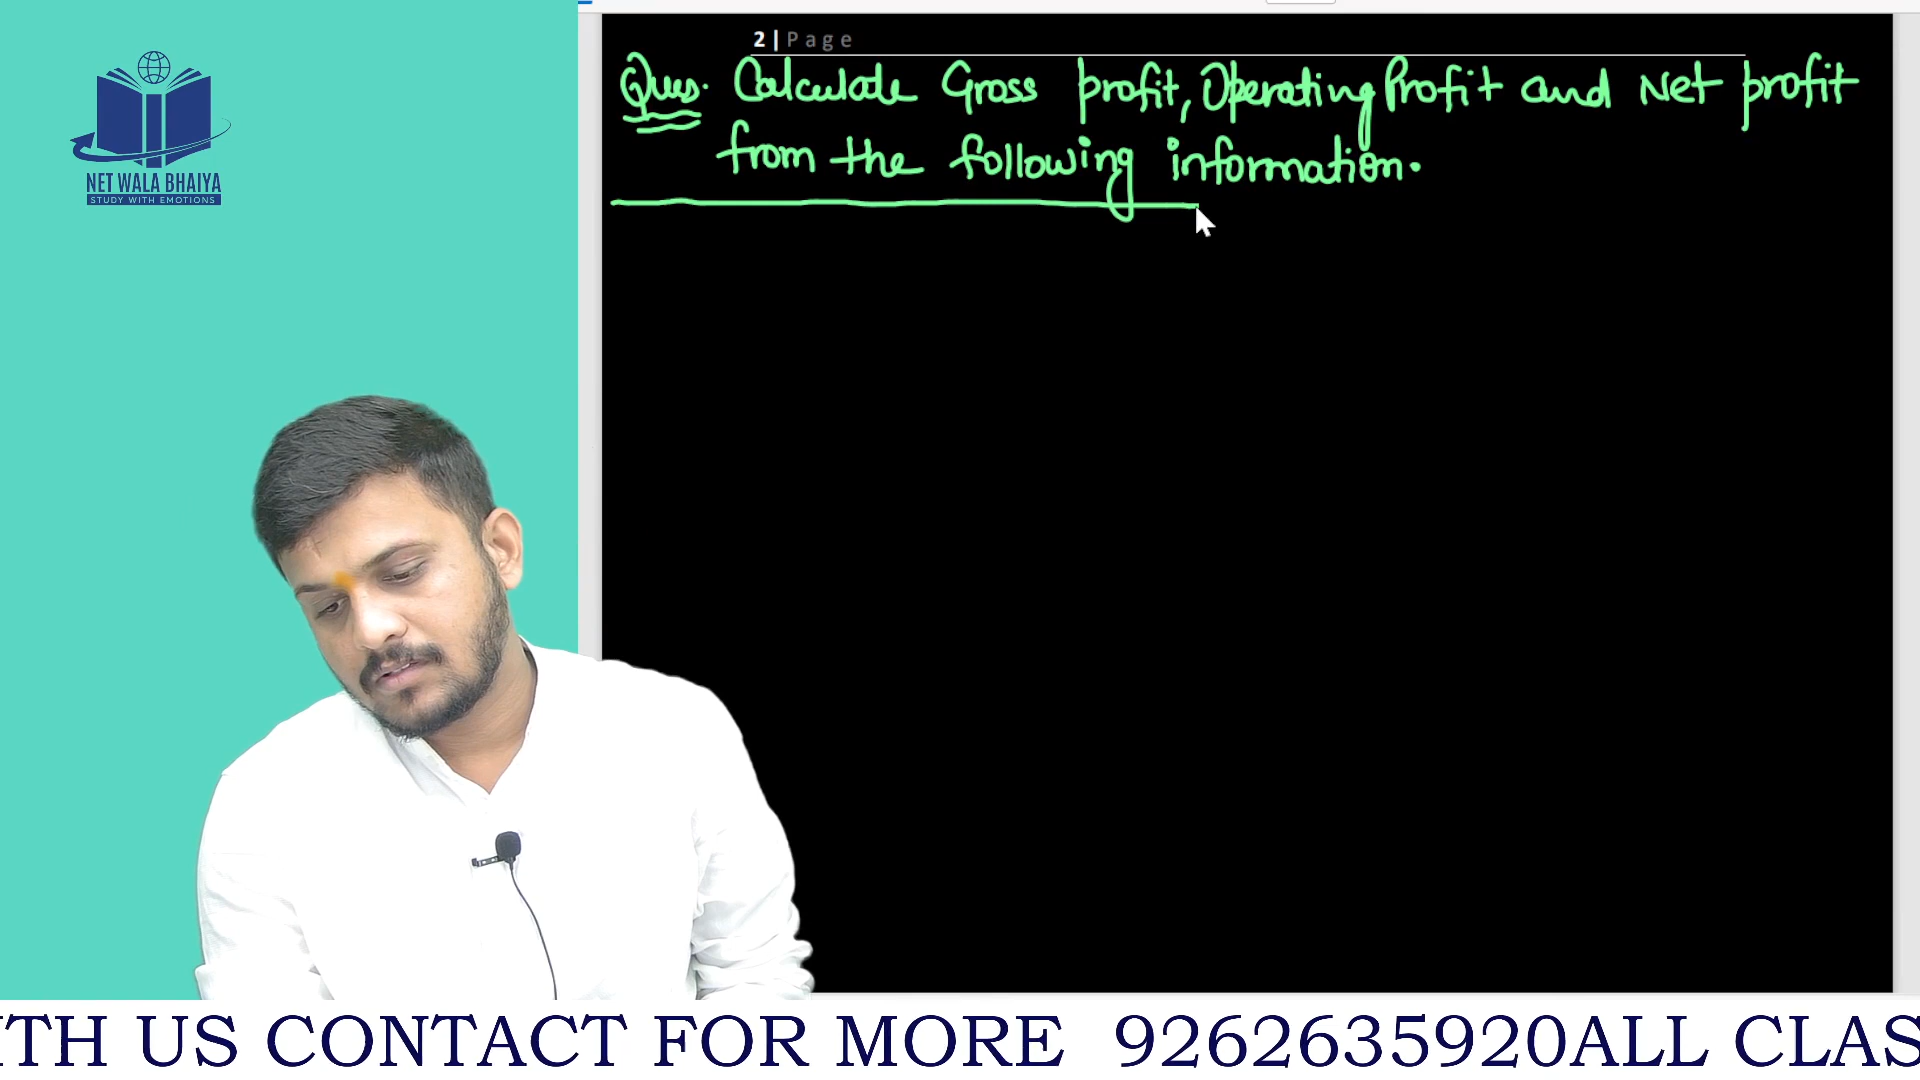 NET WALA BHAIYA
STUDY WITH EMOTIONS
2 | Page
Ques. Calculate Gross profit, Operating Profit and Net profit
from the following information.
ITH US CONTACT FOR MORE 9262635920ALL CLAS